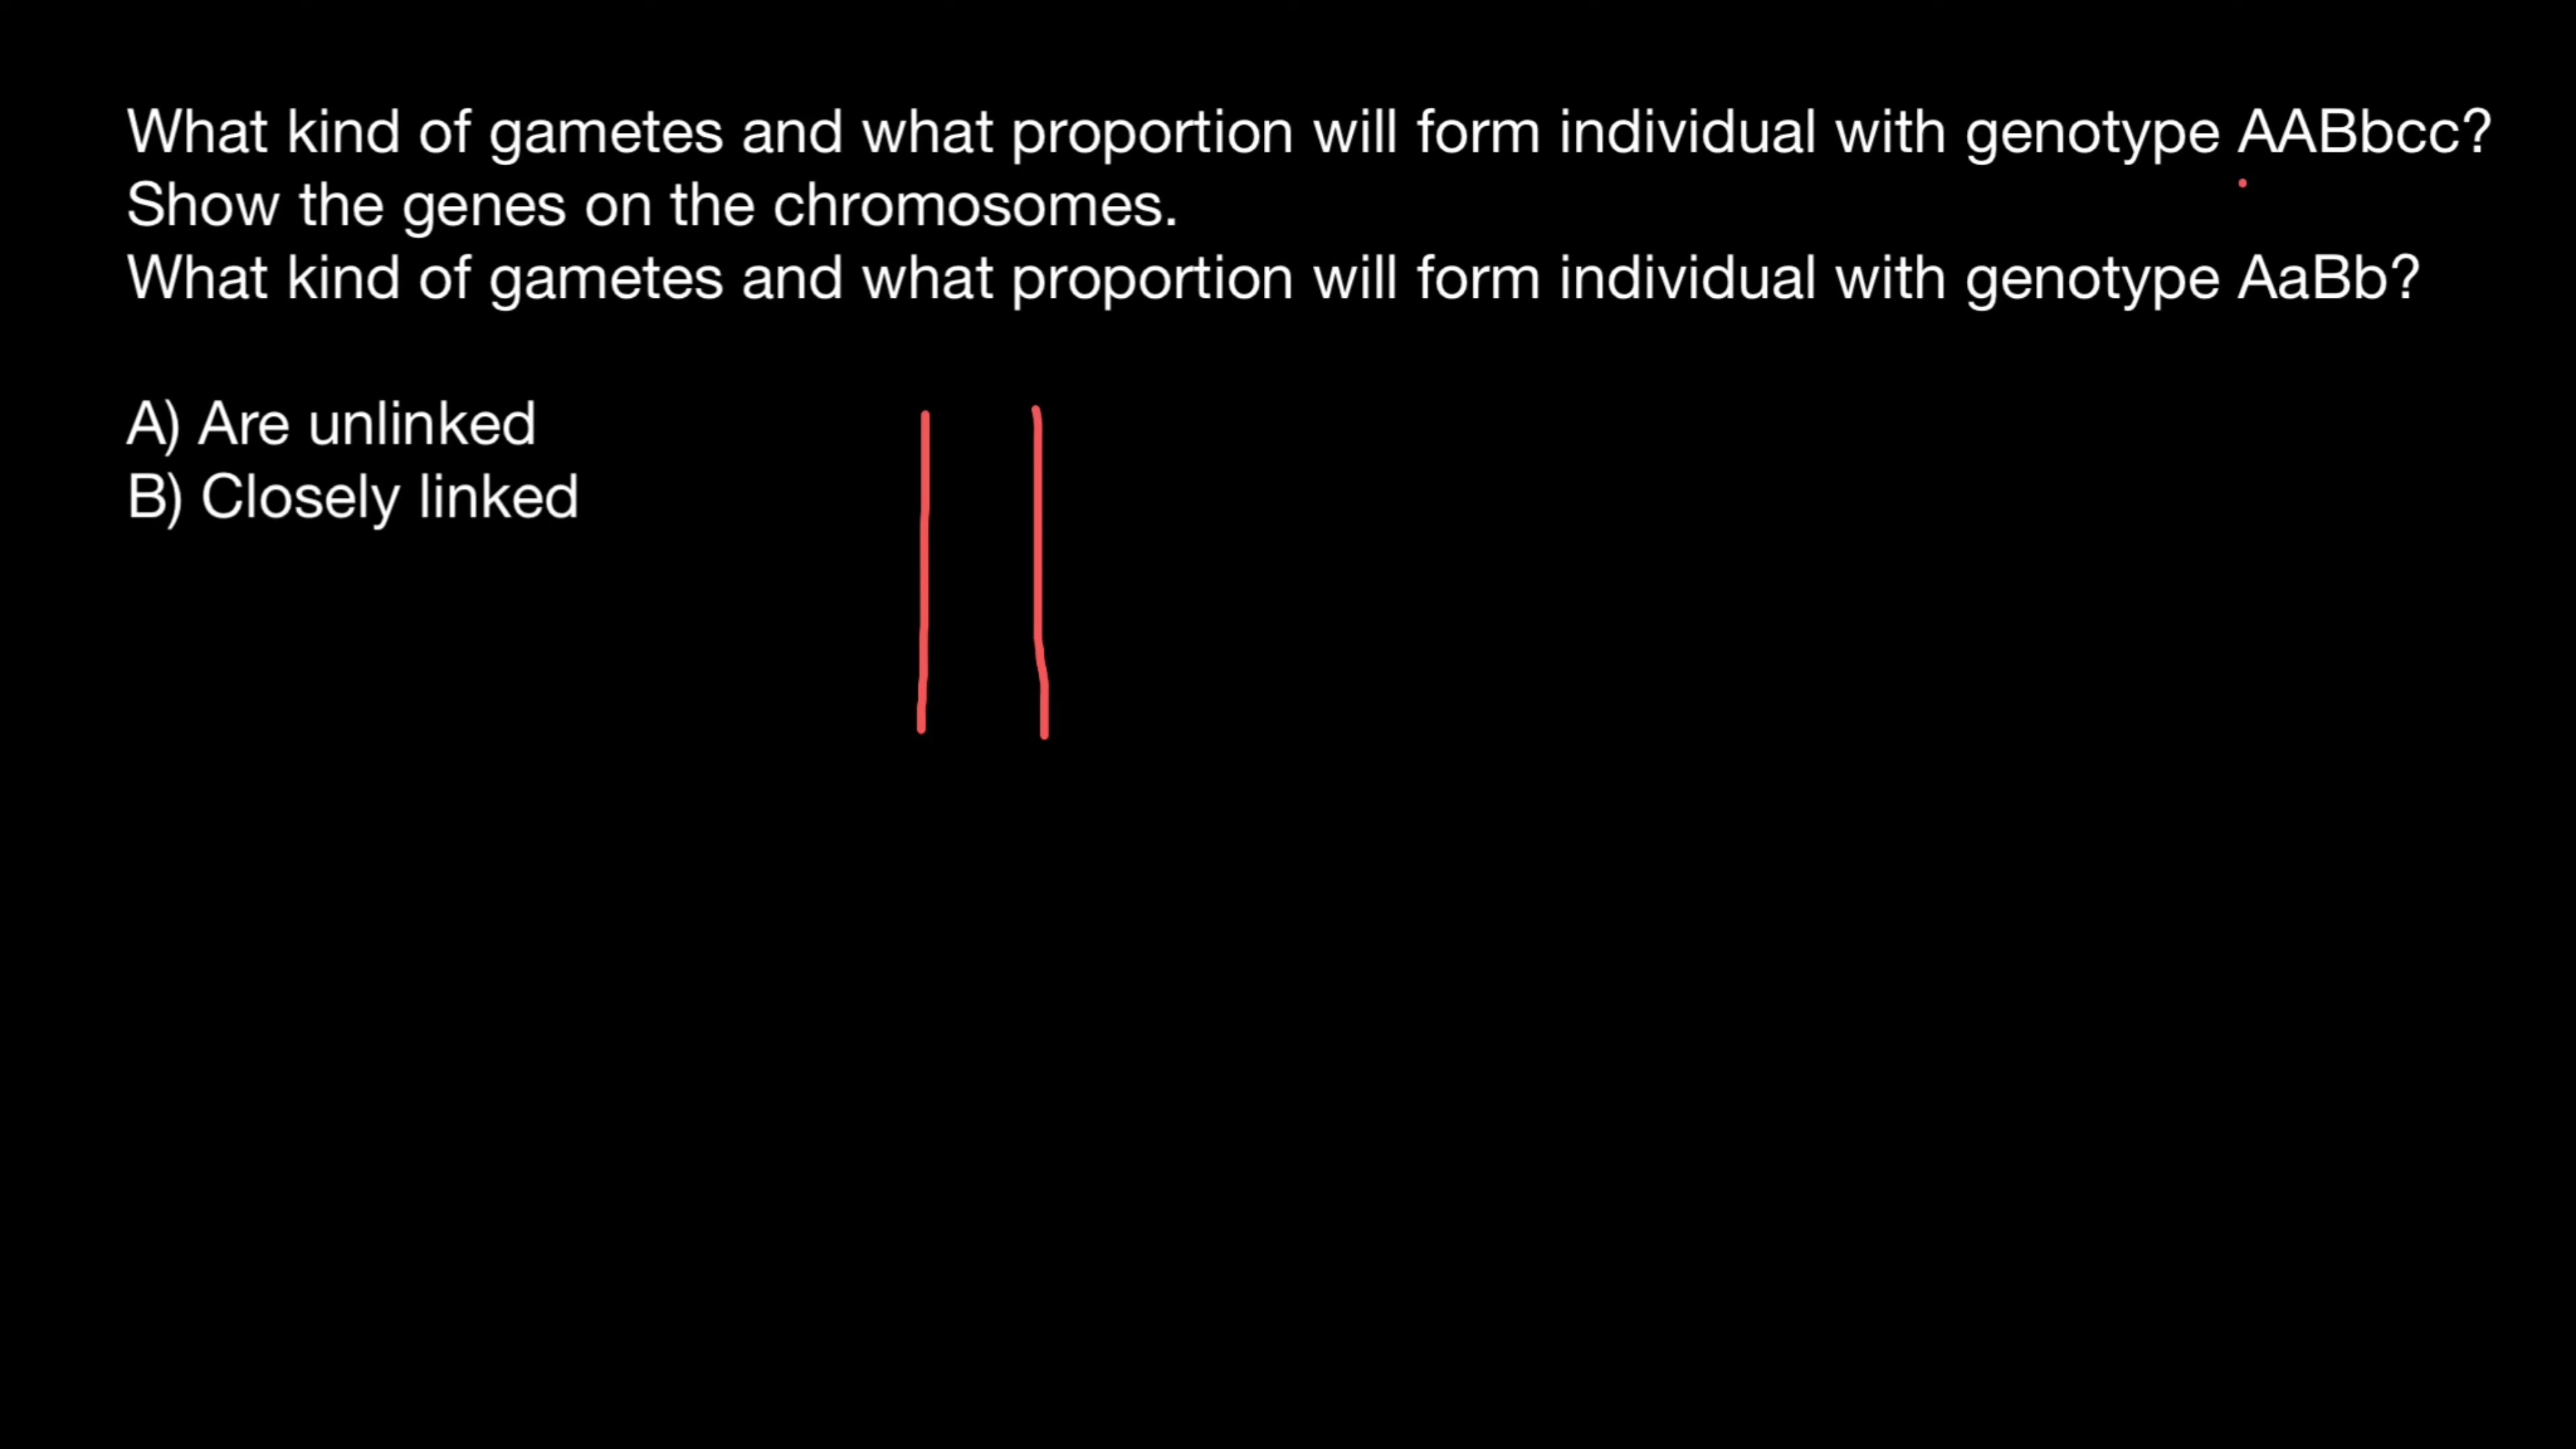 What kind of gametes and what proportion will form individual with genotype AABbcc?
Show the genes on the chromosomes.
What kind of gametes and what proportion will form individual with genotype AaBb?
A) Are unlinked
B) Closely linked